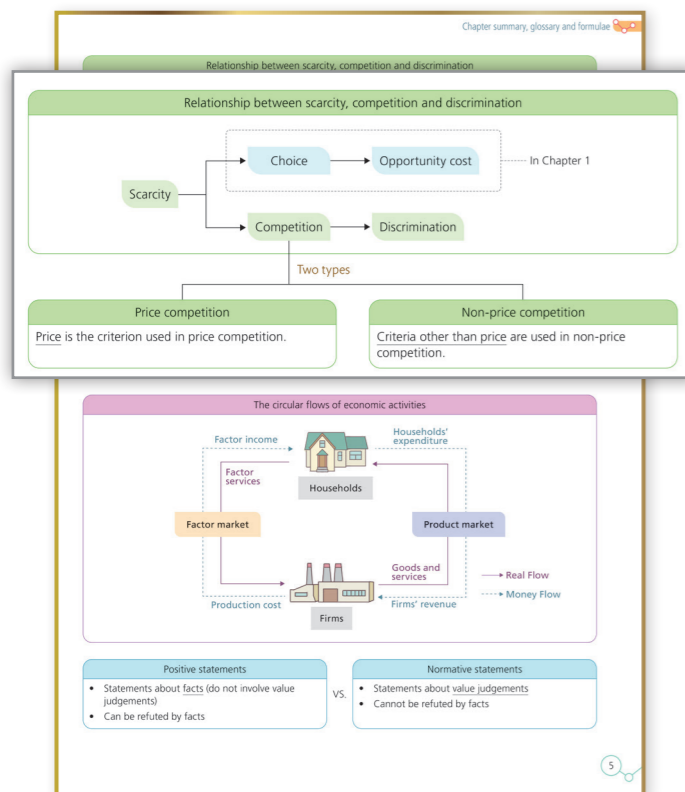 Chapter summary, glossary and formulae
Relationship between scarcity, competition and discrimination
Relationship between scarcity, competition and discrimination
Choice
Opportunity cost
In Chapter 1
Scarcity
Competition
Discrimination
Two types
Price competition
Price is the criterion used in price competition.
Non-price competition
Criteria other than price are used in non-price
competition.
The circular flows of economic activities
Factor income
Households'
expenditure
Factor
services
Households
Factor market
Product market
Goods and
services
Real Flow
Money Flow
Production cost
Firms' revenue
Firms
Positive statements
• Statements about facts (do not involve value
judgements)
• Can be refuted by facts
VS.
Normative statements
• Statements about value judgements
• Cannot be refuted by facts
5